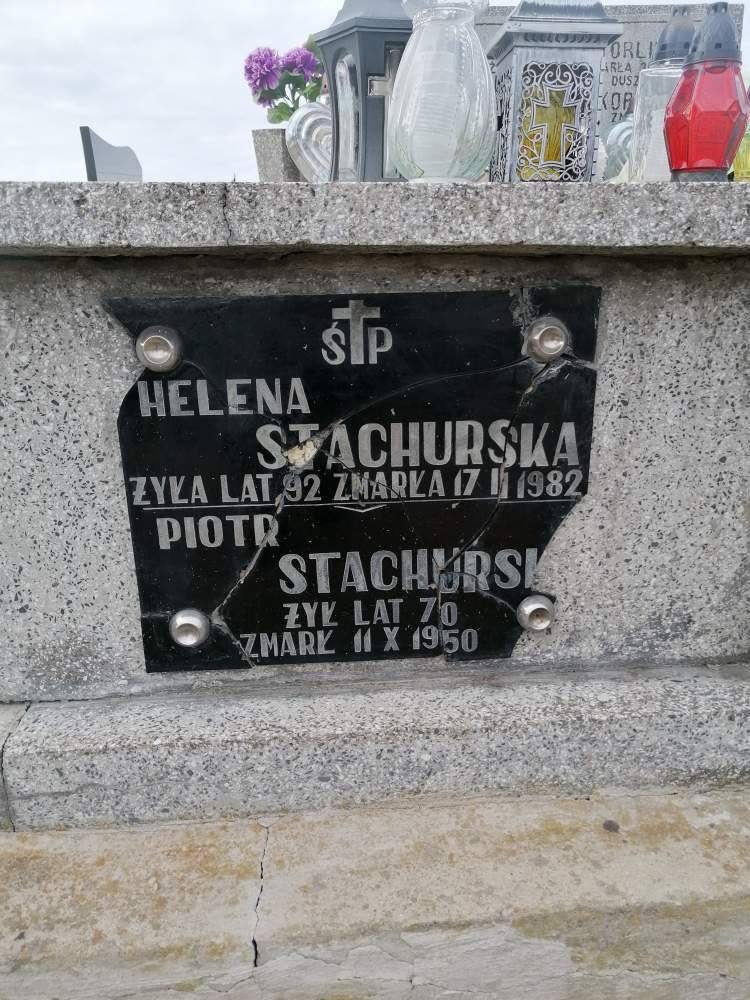 ŚP
HELENA
STACHURSKA
ŻYŁA LAT 92 ZMARŁA 17 II 1982
PIOTR
STACHURSKI
ŻYŁ LAT 70
ZMARŁ 11 X 1950